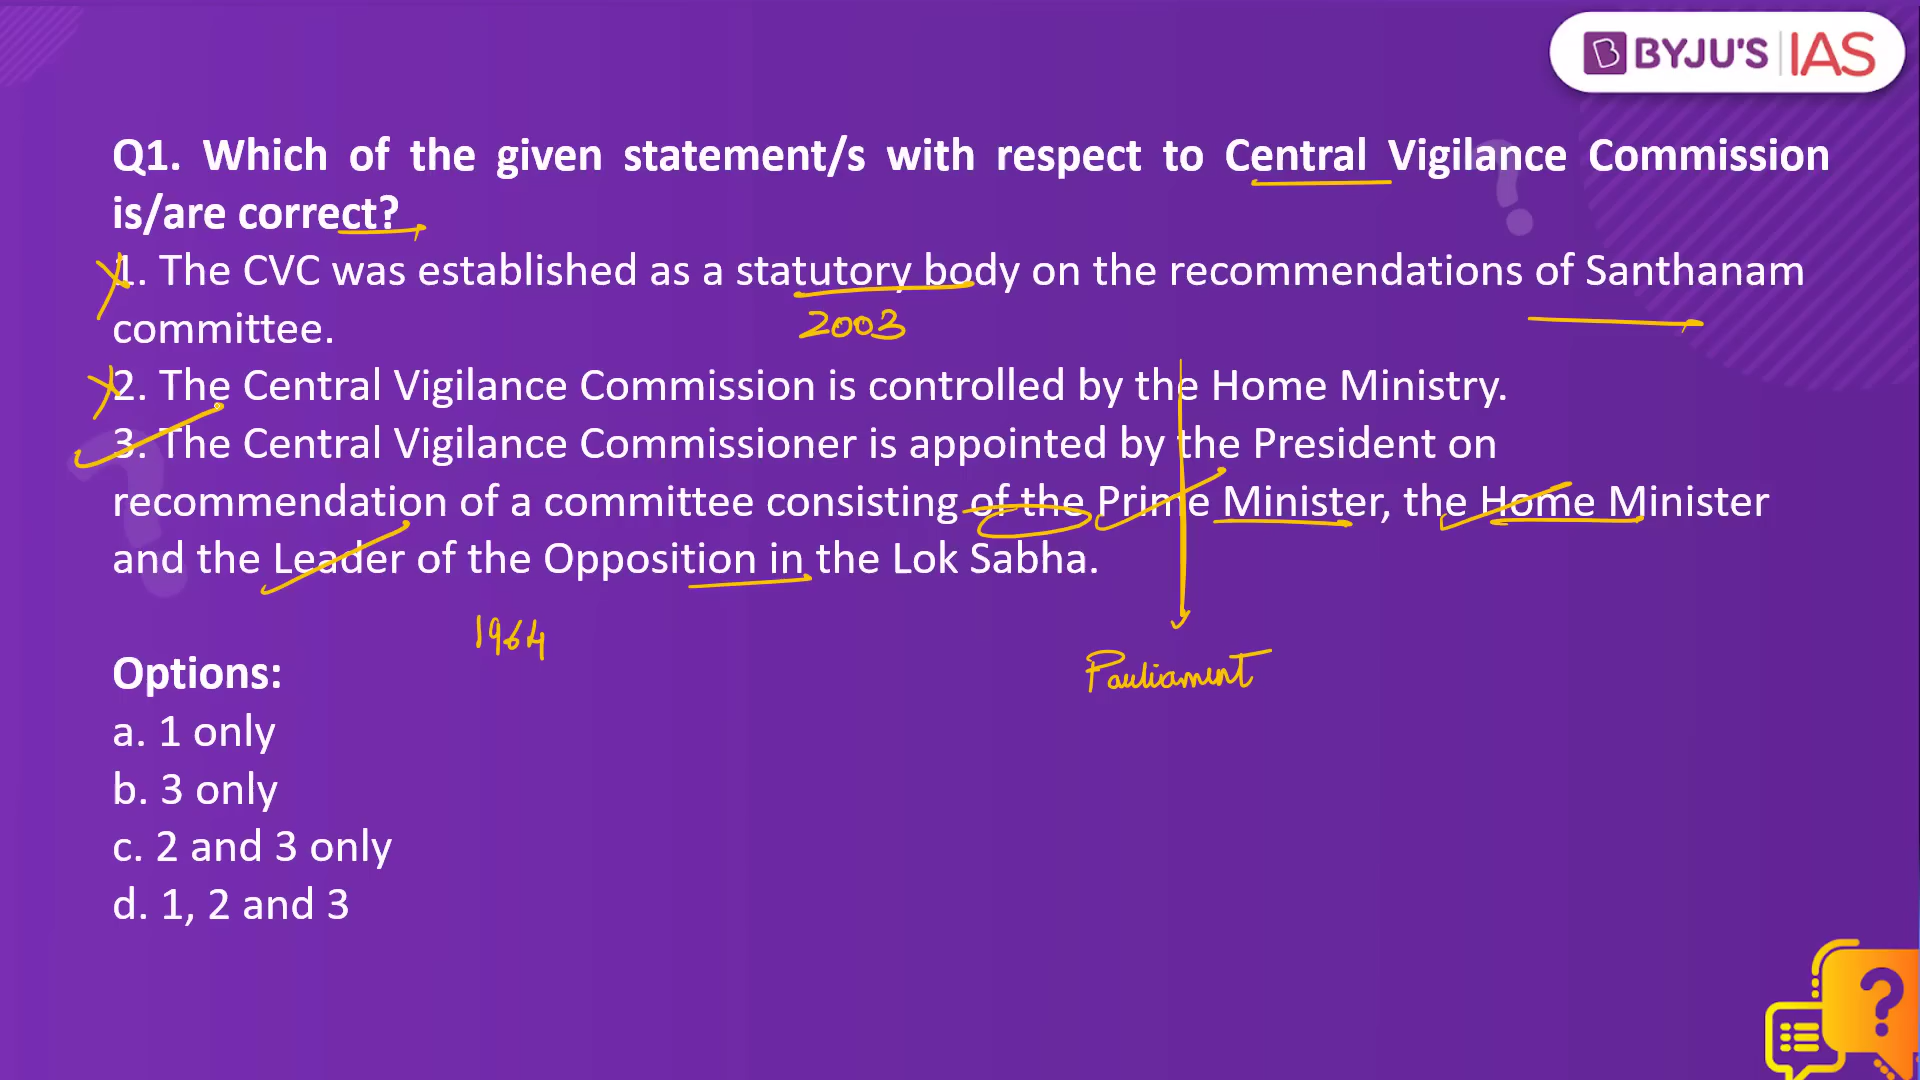 BYJU'S IAS
Q1. Which of the given statement/s with respect to Central Vigilance Commission
is/are correct?
1. The CVC was established as a statutory body on the recommendations of Santhanam
committee.
2003
2. The Central Vigilance Commission is controlled by the Home Ministry.
3. The Central Vigilance Commissioner is appointed by the President on
recommendation of a committee consisting of the Prime Minister, the Home Minister
and the Leader of the Opposition in the Lok Sabha.
1964
Parliament
Options:
a. 1 only
b. 3 only
c. 2 and 3 only
d. 1, 2 and 3